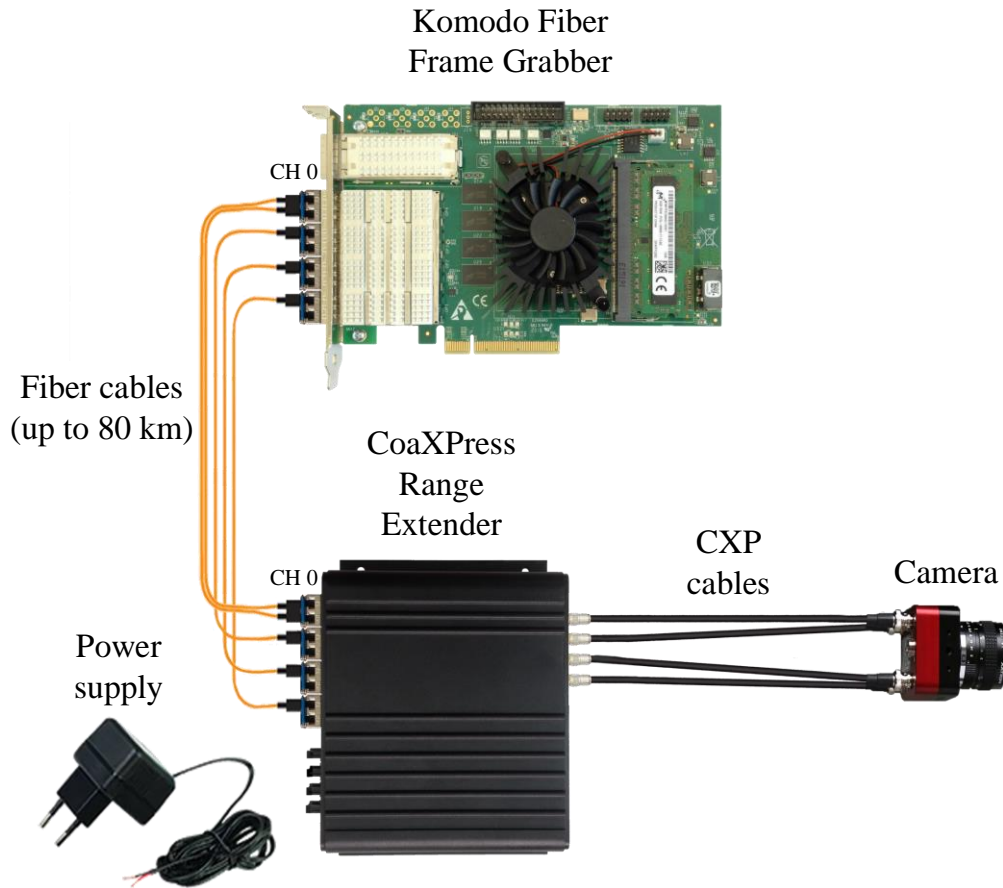 Komodo Fiber
Frame Grabber
CH 0
Fiber cables
(up to 80 km)
CoaXPress
Range
Extender
CXP
cables
Camera
CH 0
Power
supply
CE